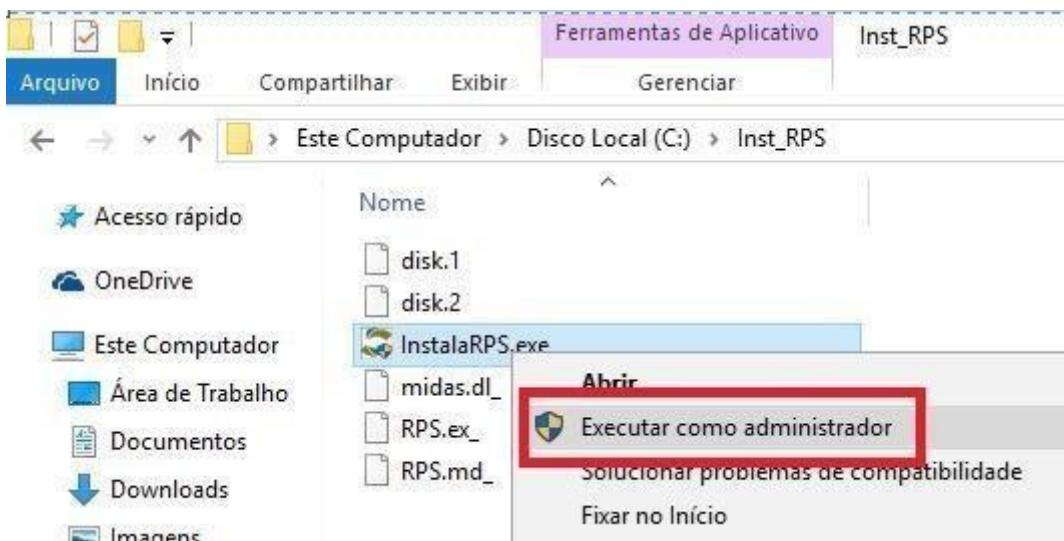 Ferramentas de Aplicativo Inst_RPS
Arquivo Início Compartilhar Exibir Gerenciar
Este Computador > Disco Local (C:) > Inst_RPS
Nome
Acesso rápido
OneDrive
Este Computador
Área de Trabalho
Documentos
Downloads
Imagens
disk.1
disk.2
InstalaRPS.exe
midas.dl_
RPS.ex_
RPS.md_
Abrir
Executar como administrador
Solucionar problemas de compatibilidade
Fixar no Início